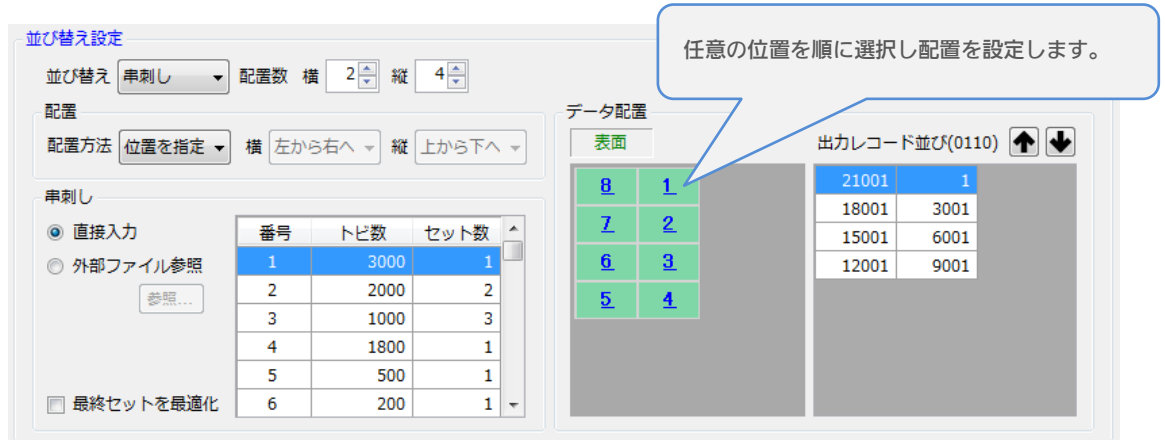 任意の位置を順に選択し配置を設定します。
並び替え設定
並び替え 串刺し 配置数 横 2 縦 4
配置
配置方法 位置を指定 横 左から右へ 縦 上から下へ
串刺し
直接入力
外部ファイル参照
参照...
最終セットを最適化
番号 トビ数 セット数
1 3000 1
2 2000 2
3 1000 3
4 1800 1
5 500 1
6 200 1
データ配置
表面
8 1
7 2
6 3
5 4
出力レコード並び(0110)
21001 1
18001 3001
15001 6001
12001 9001